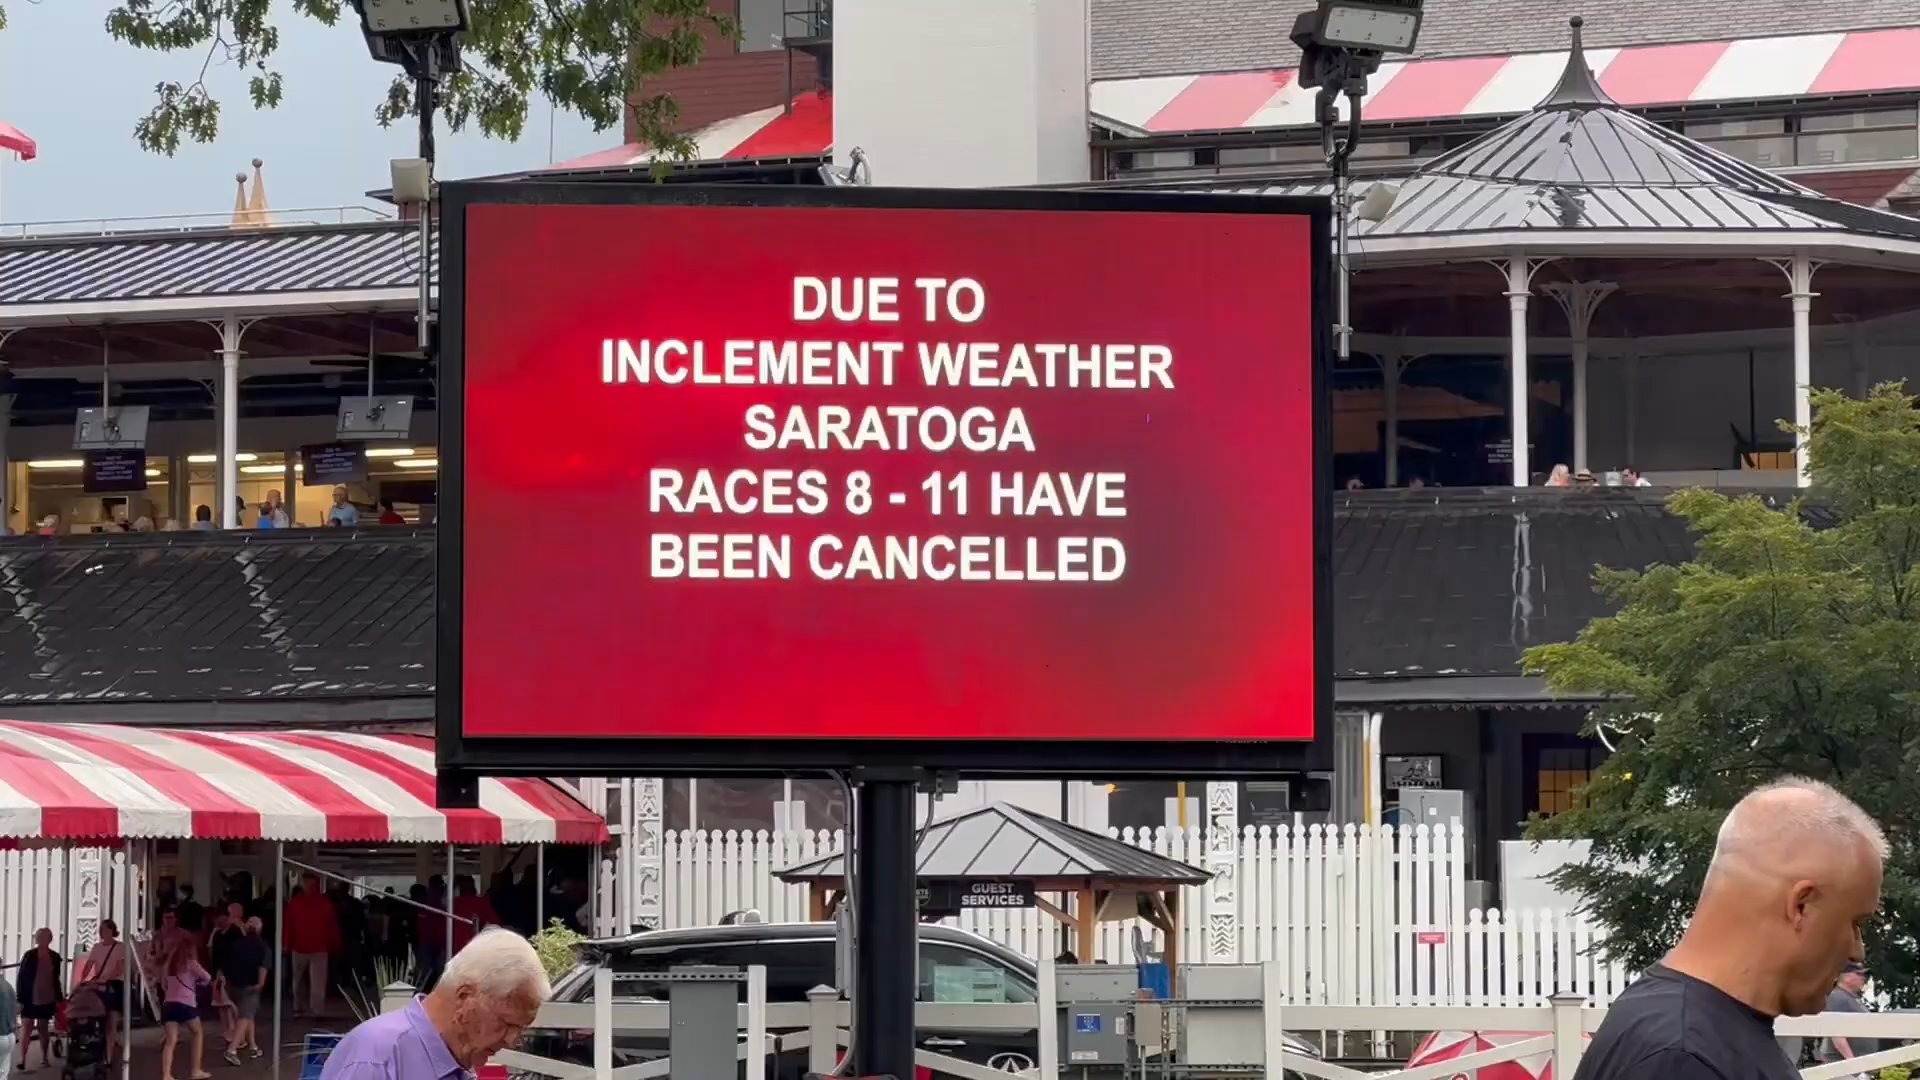 DUE TO
INCLEMENT WEATHER
SARATOGA
RACES 8 - 11 HAVE
BEEN CANCELLED
GUEST
SERVICES